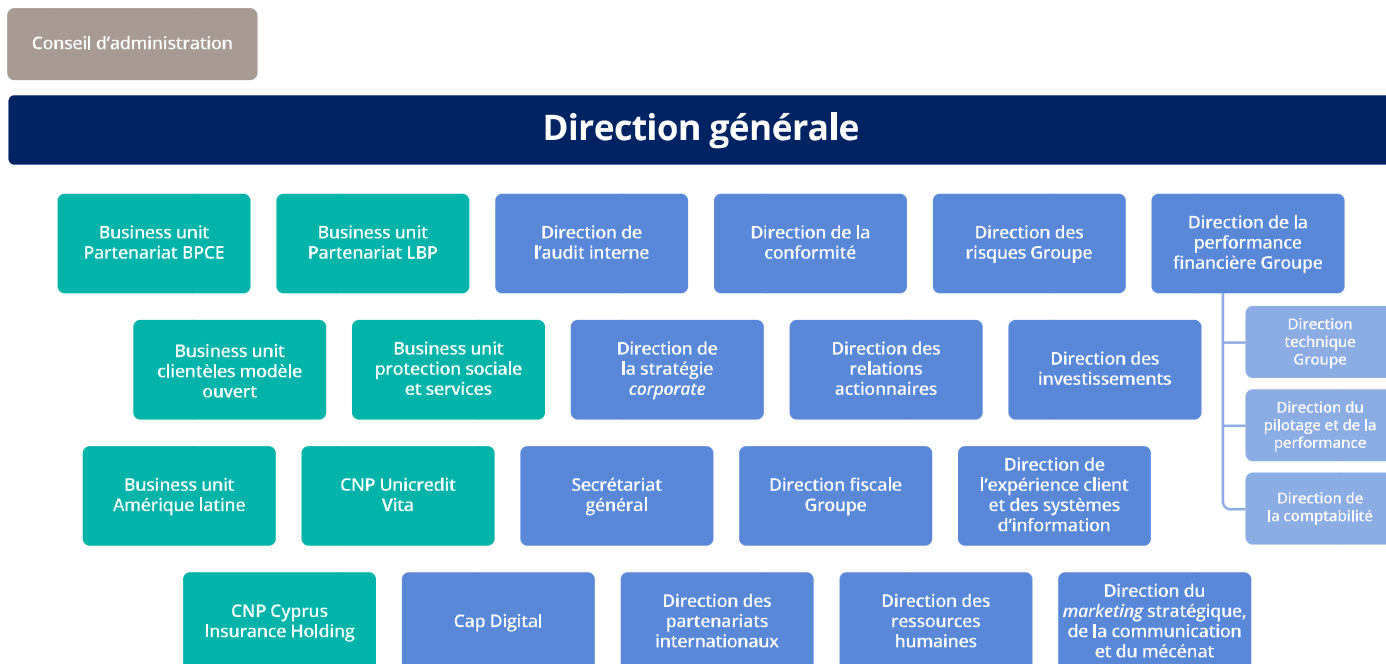 Conseil d’administration
Direction générale
Business unit
Partenariat BPCE
Business unit
Partenariat LBP
Direction de
l’audit interne
Direction de la
conformité
Direction des
risques Groupe
Direction de la
performance
financière Groupe
Direction
technique
Groupe
Direction du
pilotage et de la
performance
Direction de
la comptabilité
Business unit
clientèles modèle
ouvert
Business unit
protection sociale
et services
Direction de
la stratégie
corporate
Direction des
relations
actionnaires
Direction des
investissements
Business unit
Amérique latine
CNP Unicredit
Vita
Secrétariat
général
Direction fiscale
Groupe
Direction de
l’expérience client
et des systèmes
d’information
CNP Cyprus
Insurance Holding
Cap Digital
Direction des
partenariats
internationaux
Direction des
ressources
humaines
Direction du
marketing stratégique,
de la communication
et du mécénat